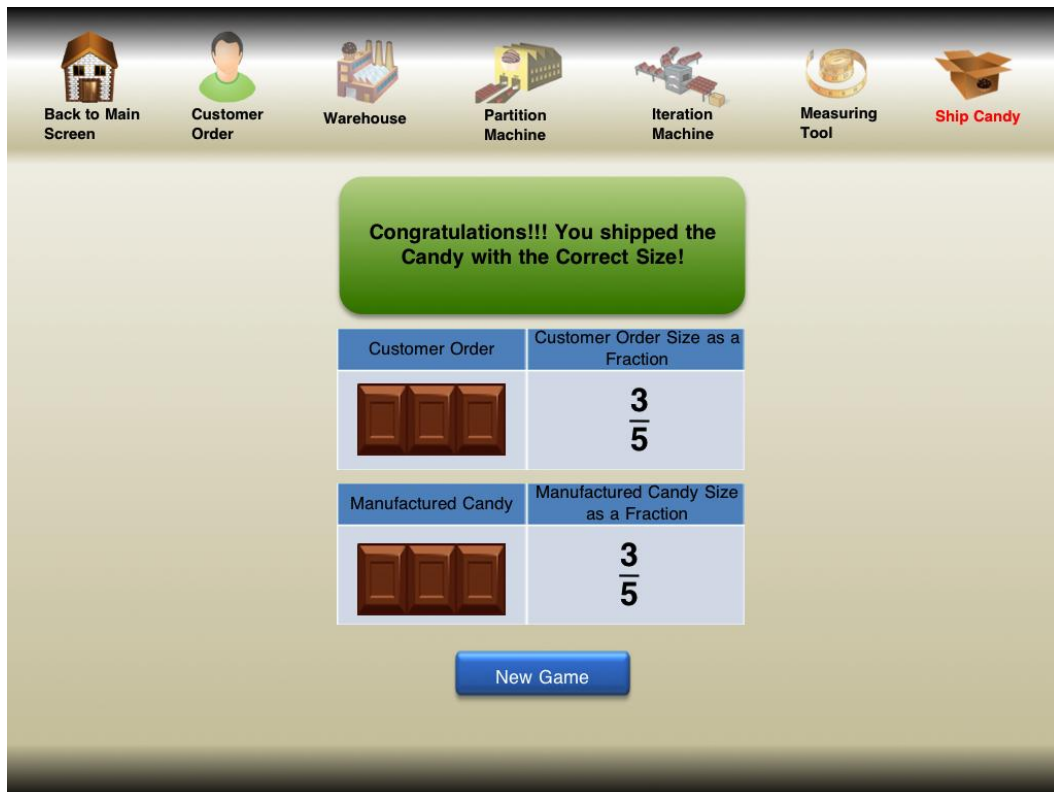 Back to Main
Screen
Customer
Order
Warehouse
Partition
Machine
Iteration
Machine
Measuring
Tool
Ship Candy
Congratulations!!! You shipped the
Candy with the Correct Size!
Customer Order
Customer Order Size as a
Fraction
3
5
Manufactured Candy
Manufactured Candy Size
as a Fraction
3
5
New Game